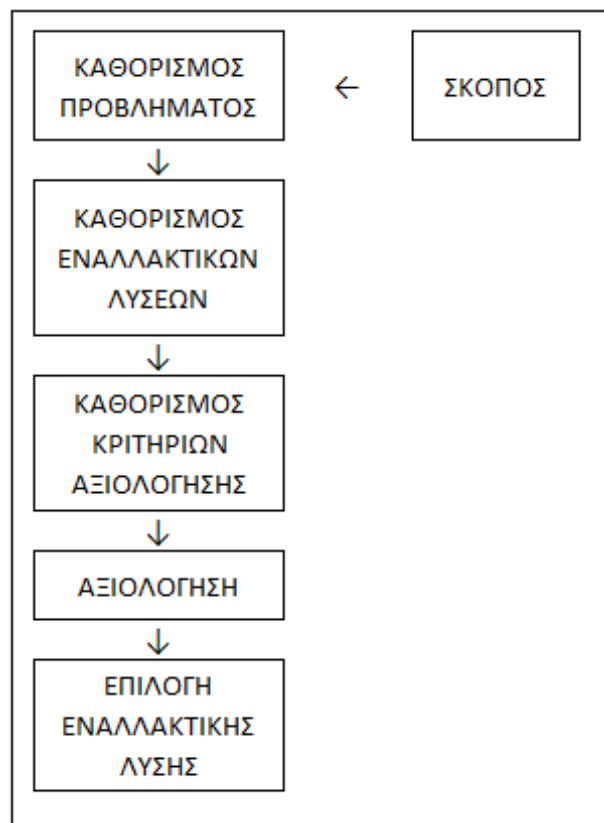 ΚΑΘΟΡΙΣΜΟΣ
ΠΡΟΒΛΗΜΑΤΟΣ
←
ΣΚΟΠΟΣ
↓
ΚΑΘΟΡΙΣΜΟΣ
ΕΝΑΛΛΑΚΤΙΚΩΝ
ΛΥΣΕΩΝ
↓
ΚΑΘΟΡΙΣΜΟΣ
ΚΡΙΤΗΡΙΩΝ
ΑΞΙΟΛΟΓΗΣΗΣ
↓
ΑΞΙΟΛΟΓΗΣΗ
↓
ΕΠΙΛΟΓΗ
ΕΝΑΛΛΑΚΤΙΚΗΣ
ΛΥΣΗΣ